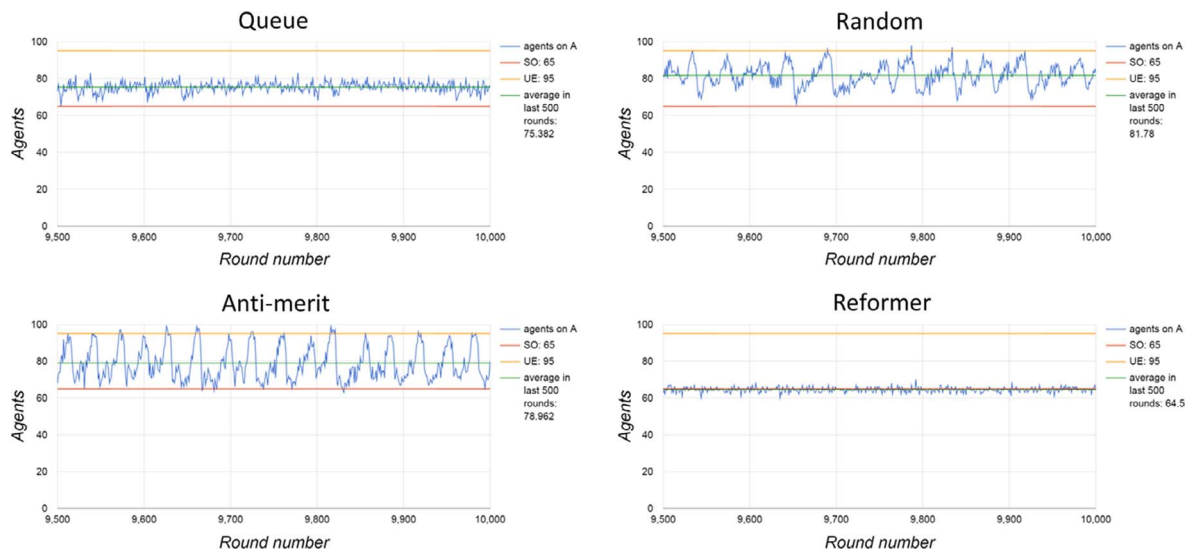 Queue
100
80
60
40
20
0
Agents
9,500
9,600
9,700
9,800
9,900
10,000
Round number
agents on A
SO: 65
UE: 95
average in
last 500
rounds:
75.382
Random
100
80
60
40
20
0
Agents
9,500
9,600
9,700
9,800
9,900
10,000
Round number
agents on A
SO: 65
UE: 95
average in
last 500
rounds:
81.78
Anti-merit
100
80
60
40
20
0
Agents
9,500
9,600
9,700
9,800
9,900
10,000
Round number
agents on A
SO: 65
UE: 95
average in
last 500
rounds:
78.962
Reformer
100
80
60
40
20
0
Agents
9,500
9,600
9,700
9,800
9,900
10,000
Round number
agents on A
SO: 65
UE: 95
average in
last 500
rounds: 64.5